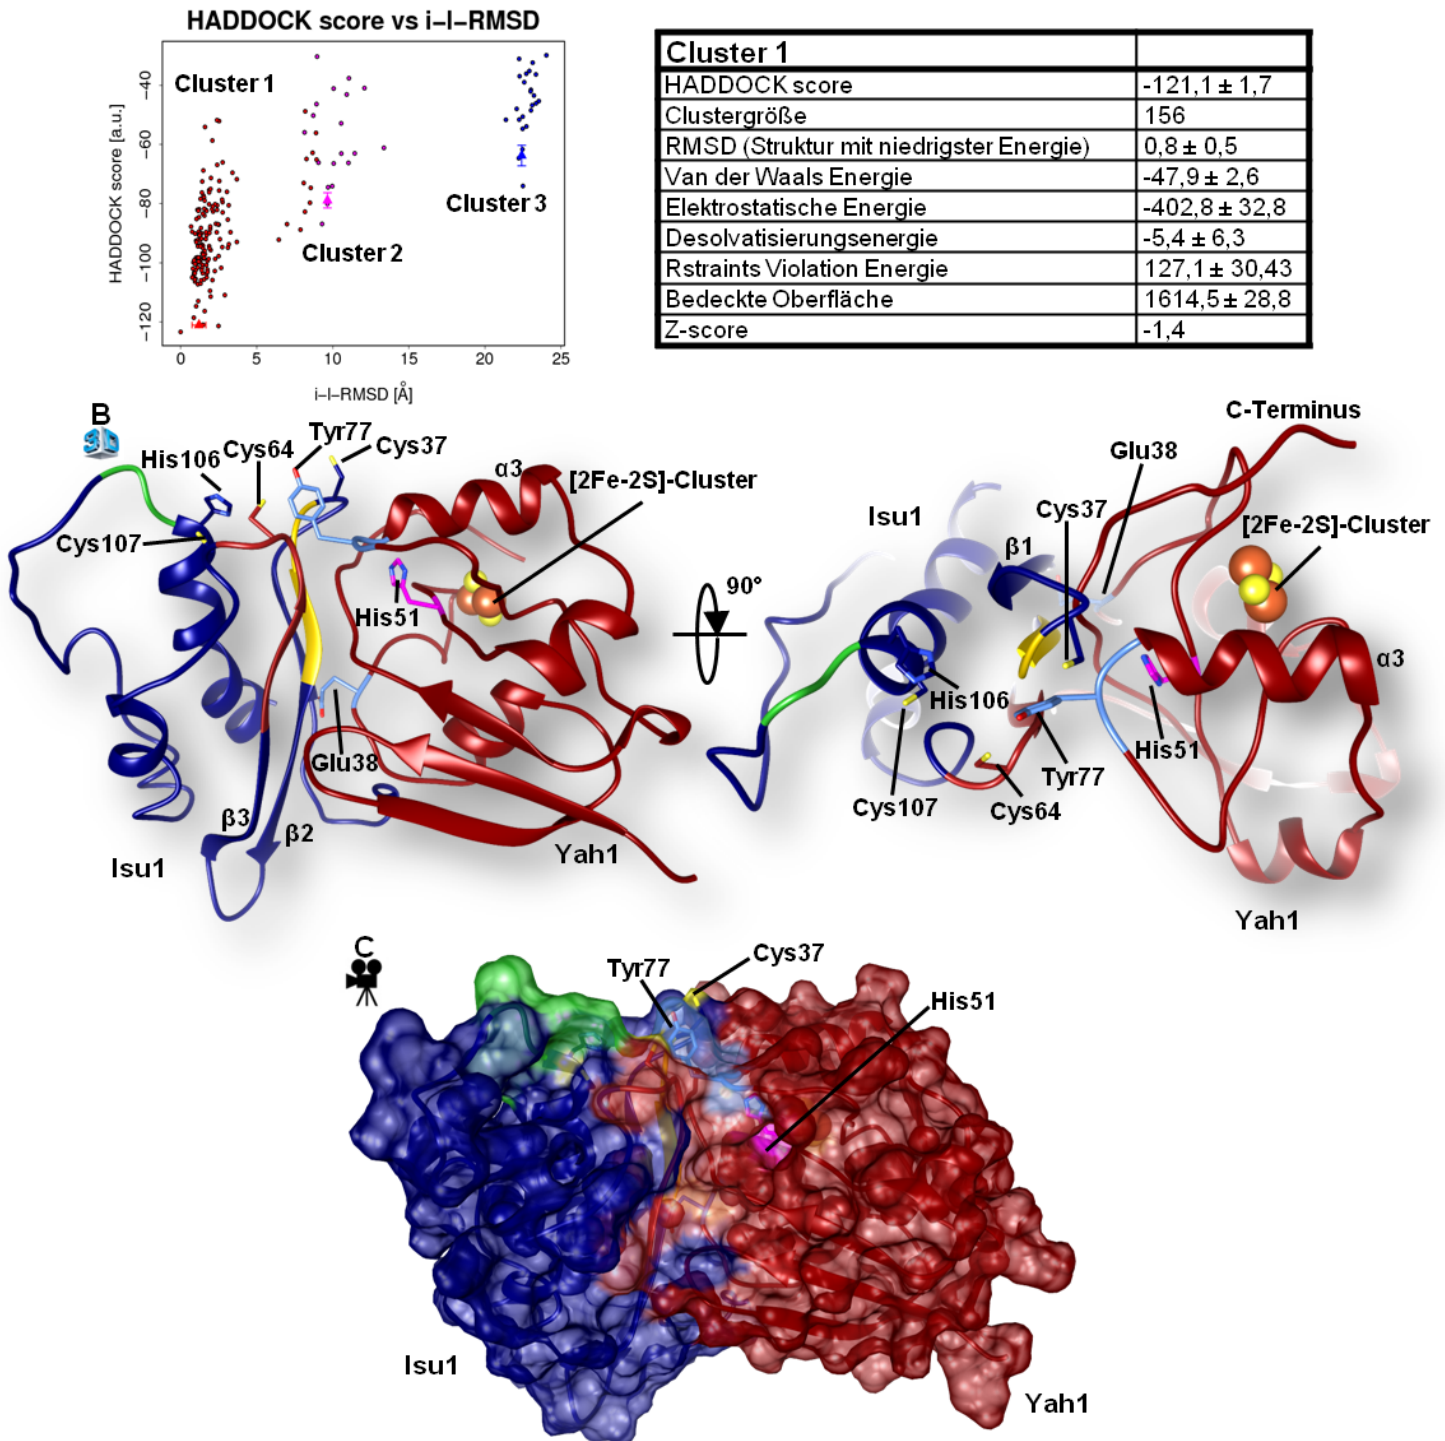 HADDOCK score vs i–l–RMSD
HADDOCK score [a.u.]
−40
−60
−80
−100
−120
Cluster 1
Cluster 2
Cluster 3
0 5 10 15 20 25
i–l–RMSD [Å]
Cluster 1
HADDOCK score -121,1 ± 1,7
Clustergröße 156
RMSD (Struktur mit niedrigster Energie) 0,8 ± 0,5
Van der Waals Energie -47,9 ± 2,6
Elektrostatische Energie -402,8 ± 32,8
Desolvatisierungsenergie -5,4 ± 6,3
Rstraints Violation Energie 127,1 ± 30,43
Bedeckte Oberfläche 1614,5 ± 28,8
Z-score -1,4
B
3D
His106
Cys64
Tyr77
Cys37
α3
[2Fe-2S]-Cluster
Cys107
His51
Glu38
β3
β2
Isu1
Yah1
90°
C-Terminus
Glu38
Cys37
Isu1
β1
[2Fe-2S]-Cluster
α3
His106
His51
Tyr77
Cys107
Cys64
Yah1
C
Tyr77
Cys37
His51
Isu1
Yah1